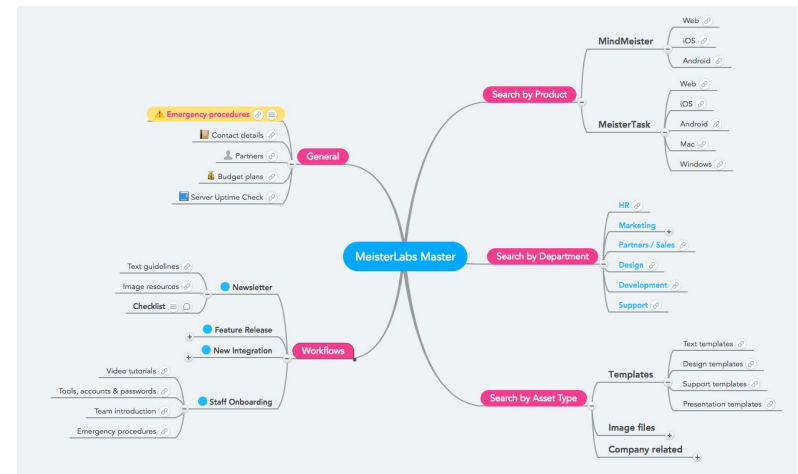 MeisterLabs Master
General
Emergency procedures
Contact details
Partners
Budget plans
Server Uptime Check
Workflows
Newsletter
Text guidelines
Image resources
Checklist
Feature Release
New Integration
Staff Onboarding
Video tutorials
Tools, accounts & passwords
Team introduction
Emergency procedures
Search by Product
MindMeister
Web
iOS
Android
MeisterTask
Web
iOS
Android
Mac
Windows
Search by Department
HR
Marketing
Partners / Sales
Design
Development
Support
Search by Asset Type
Templates
Text templates
Design templates
Support templates
Presentation templates
Image files
Company related